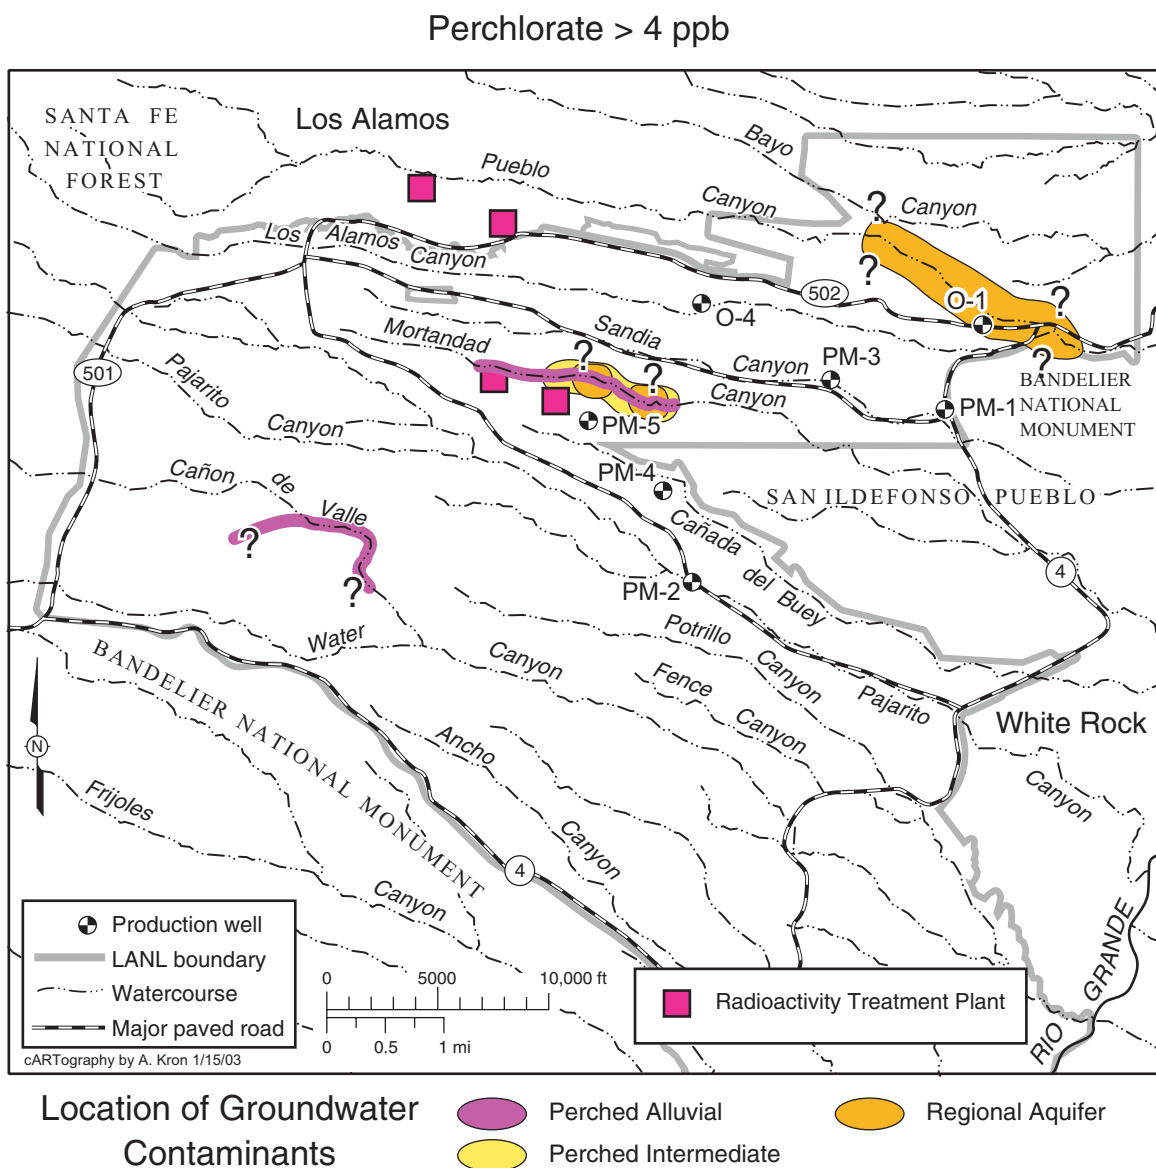 Perchlorate > 4 ppb
SANTA FE
NATIONAL
FOREST
Los Alamos
Bayo
Canyon
Pueblo
Canyon
?
Los Alamos
Canyon
?
502
O-1
?
O-4
Sandia
Canyon
Mortandad
Canyon
?
?
PM-3
?
501
Pajarito
Canyon
PM-1
BANDELIER
NATIONAL
MONUMENT
PM-5
PM-4
Cañon de Valle
SAN ILDEFONSO PUEBLO
?
?
Cañada del Buey
4
PM-2
Water
Canyon
Potrillo
Canyon
Fence
Canyon
Pajarito
Canyon
White Rock
BANDELIER NATIONAL MONUMENT
N
Ancho
Canyon
Frijoles
Canyon
4
RIO GRANDE
Production well
LANL boundary
Watercourse
Major paved road
cARTography by A. Kron 1/15/03
0 5000 10,000 ft
0 0.5 1 mi
Radioactivity Treatment Plant
Location of Groundwater
Contaminants
Perched Alluvial
Perched Intermediate
Regional Aquifer